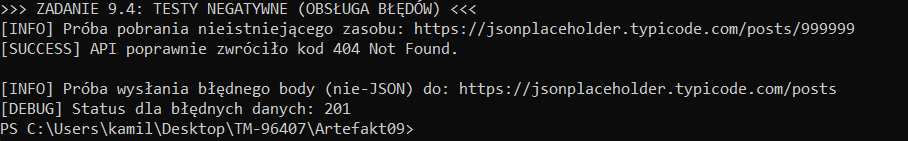 >>> ZADANIE 9.4: TESTY NEGATYWNE (OBSŁUGA BŁĘDÓW) <<<
[INFO] Próba pobrania nieistniejącego zasobu: https://jsonplaceholder.typicode.com/posts/999999
[SUCCESS] API poprawnie zwróciło kod 404 Not Found.
[INFO] Próba wysłania błędnego body (nie-JSON) do: https://jsonplaceholder.typicode.com/posts
[DEBUG] Status dla błędnych danych: 201
PS C:\Users\kamil\Desktop\TM-96407\Artefakt09>